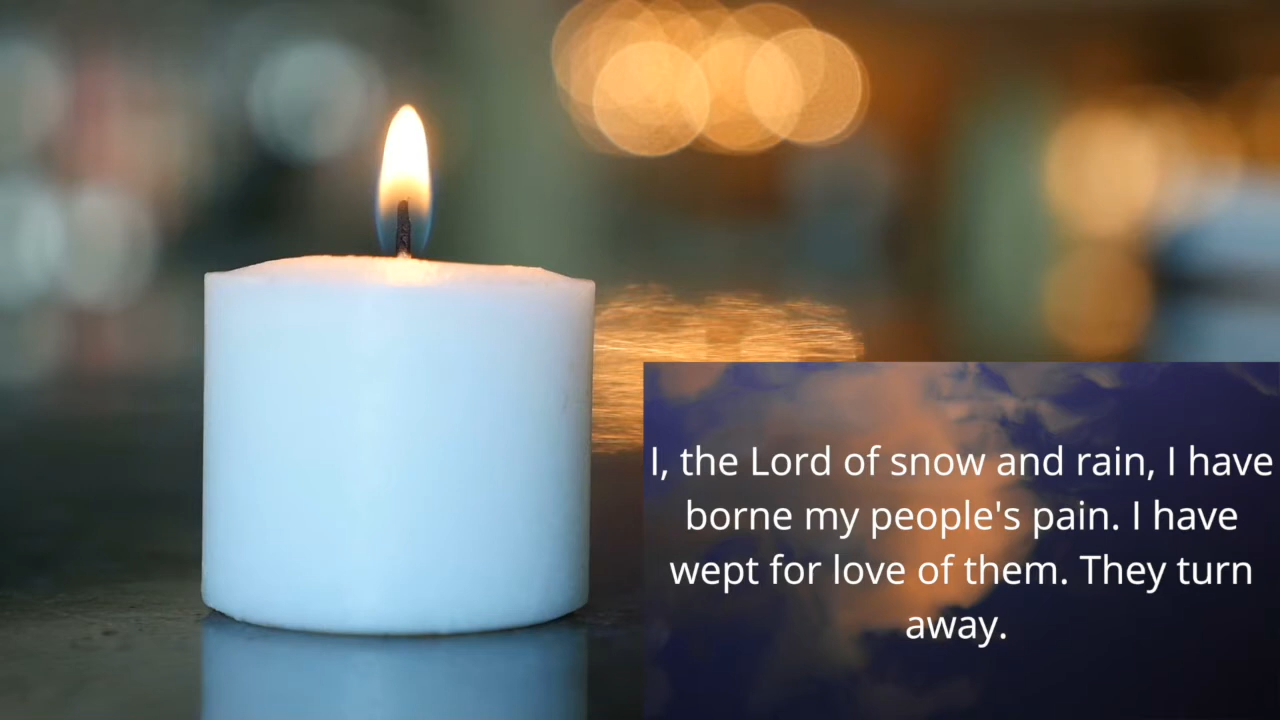 I, the Lord of snow and rain, I have
borne my people's pain. I have
wept for love of them. They turn
away.